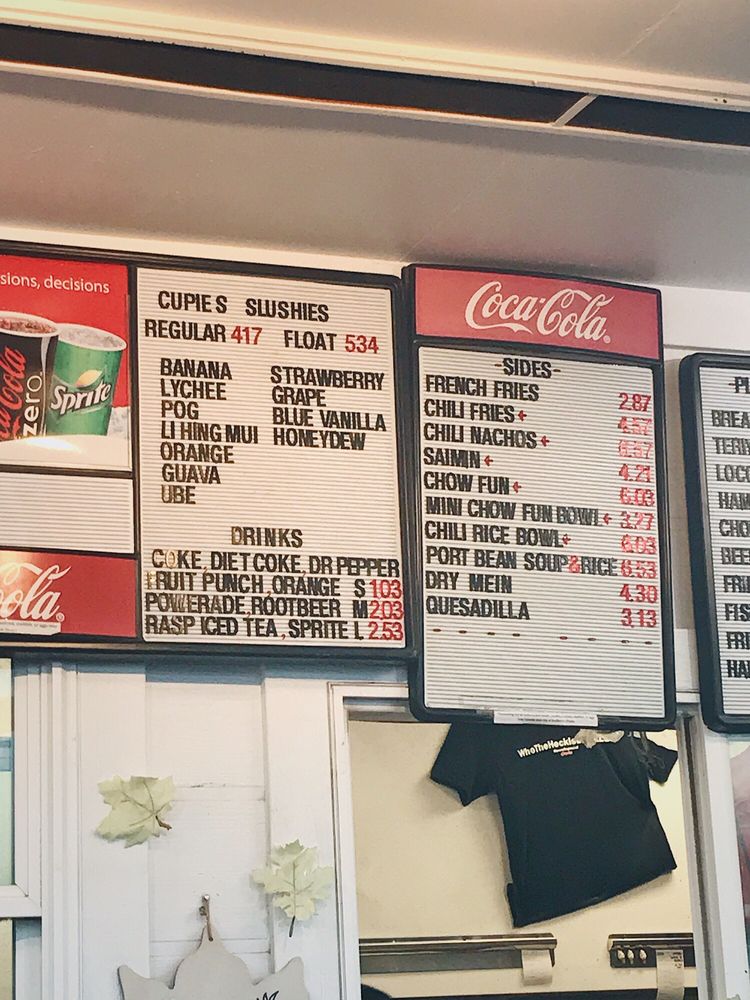 decisions
Coca-Cola
zero
Sprite
CUPIES SLUSHIES
REGULAR 417 FLOAT 534
BANANA STRAWBERRY
LYCHEE GRAPE
POG BLUE VANILLA
LI HING MUI HONEYDEW
ORANGE
GUAVA
UBE
DRINKS
COKE, DIET COKE, DR PEPPER
FRUIT PUNCH, ORANGE S 103
POWERADE, ROOTBEER M 203
RASP ICED TEA, SPRITE L 2.53
Coca-Cola
-SIDES-
FRENCH FRIES 2.87
CHILI FRIES 4.57
CHILI NACHOS 6.57
SAIMIN 4.21
CHOW FUN 6.03
MINI CHOW FUN BOWL 3.27
CHILI RICE BOWL 6.03
PORT BEAN SOUP & RICE 6.53
DRY MEIN 4.30
QUESADILLA 3.13